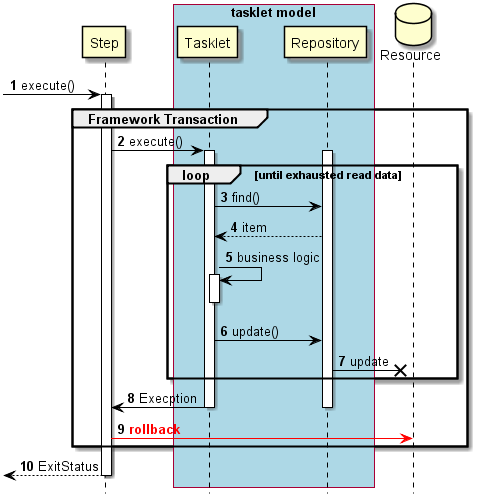 tasklet model
Step
Tasklet
Repository
Resource
1 execute()
Framework Transaction
2 execute()
loop
[until exhausted read data]
3 find()
4 item
5 business logic
6 update()
7 update
8 Execption
9 rollback
10 ExitStatus